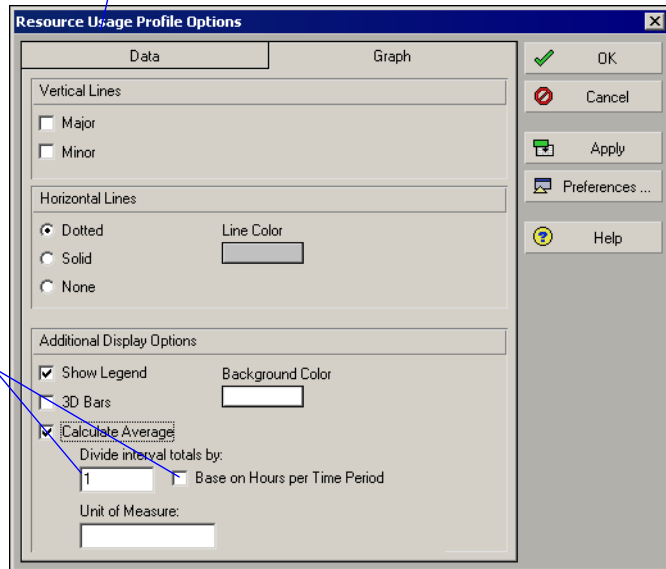 Resource Usage Profile Options
Data Graph
Vertical Lines
Major
Minor
Horizontal Lines
Dotted Line Color
Solid
None
Additional Display Options
Show Legend Background Color
3D Bars
Calculate Average
Divide interval totals by:
1 Base on Hours per Time Period
Unit of Measure:
OK
Cancel
Apply
Preferences ...
Help